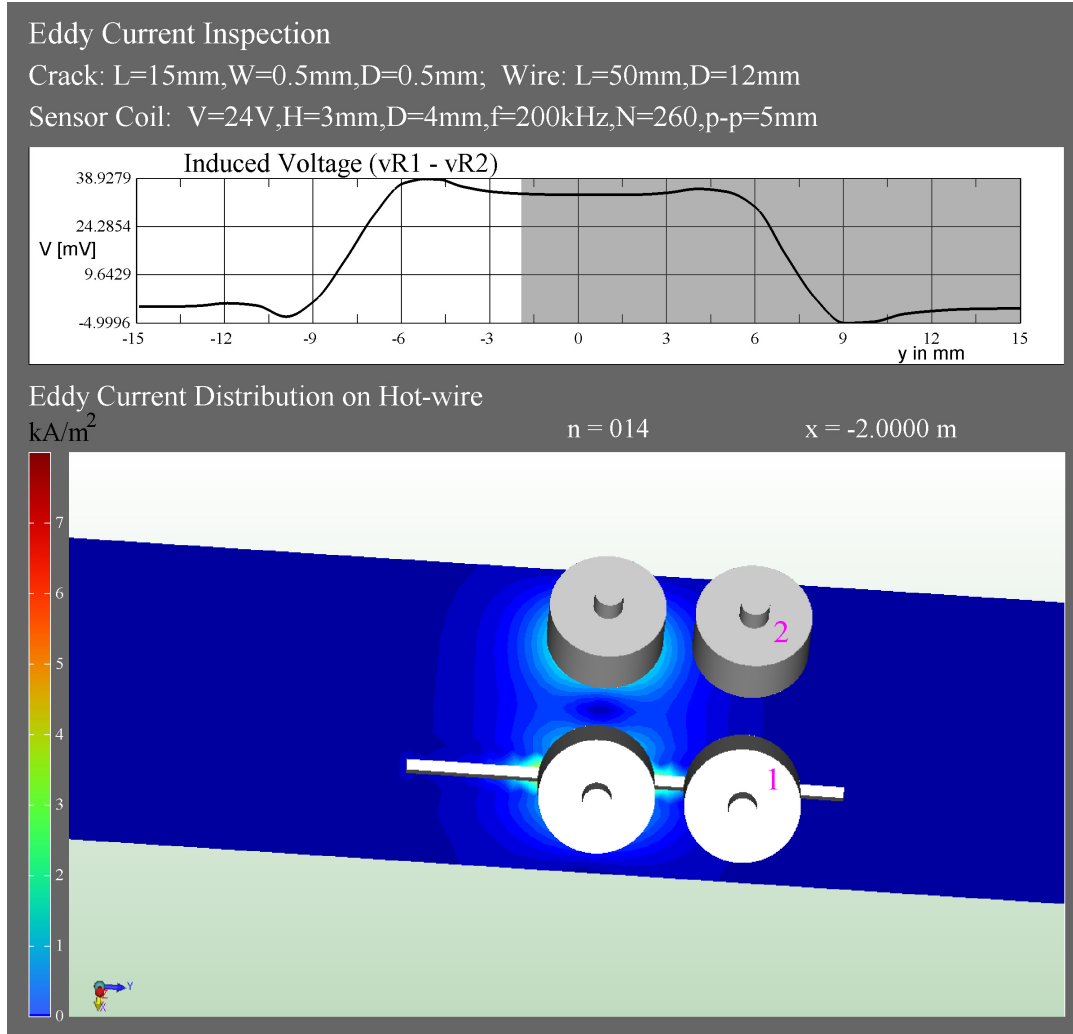 Eddy Current Inspection
Crack: L=15mm,W=0.5mm,D=0.5mm; Wire: L=50mm,D=12mm
Sensor Coil: V=24V,H=3mm,D=4mm,f=200kHz,N=260,p-p=5mm
Induced Voltage (vR1 - vR2)
38.9279
24.2854
V [mV]
9.6429
-4.9996
-15 -12 -9 -6 -3 0 3 6 9 12 15
y in mm
Eddy Current Distribution on Hot-wire
kA/m2
n = 014 x = -2.0000 m
7
6
5
4
3
2
1
0
2
1
Y
Z
X